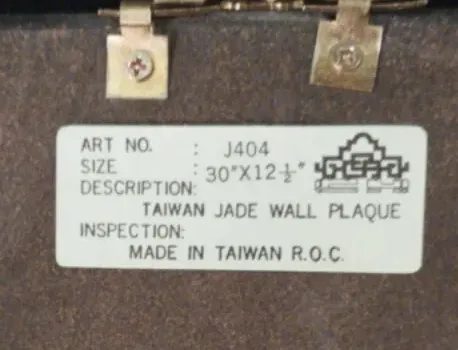 ART NO. : J404
SIZE : 30"X12½"
DESCRIPTION:
TAIWAN JADE WALL PLAQUE
INSPECTION:
MADE IN TAIWAN R.O.C.